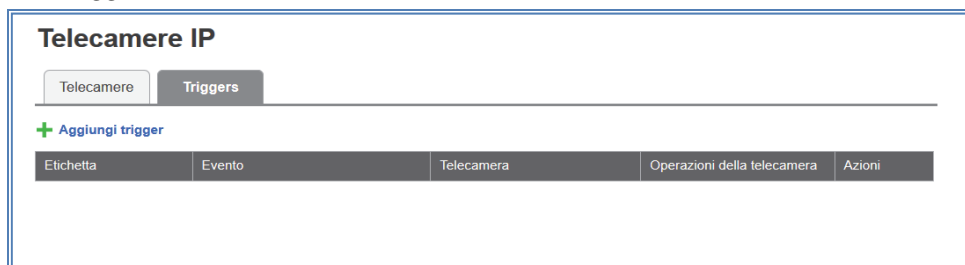 Telecamere IP
Telecamere Triggers
Aggiungi trigger
Etichetta Evento Telecamera Operazioni della telecamera Azioni